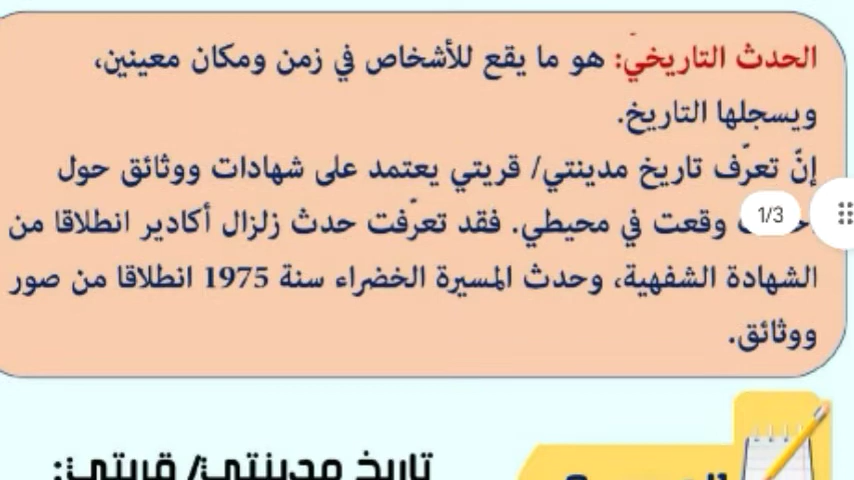 الحدث التاريخيّ: هو ما يقع للأشخاص في زمن ومكان معينين،
ويسجلها التاريخ.
إنّ تعرّف تاريخ مدينتي/ قريتي يعتمد على شهادات ووثائق حول
وقعت في محيطي. فقد تعرّفت حدث زلزال أكادير انطلاقا من
1/3
الشهادة الشفهية، وحدث المسيرة الخضراء سنة 1975 انطلاقا من صور
ووثائق.
تاريخ مدينتي/ قريتي: